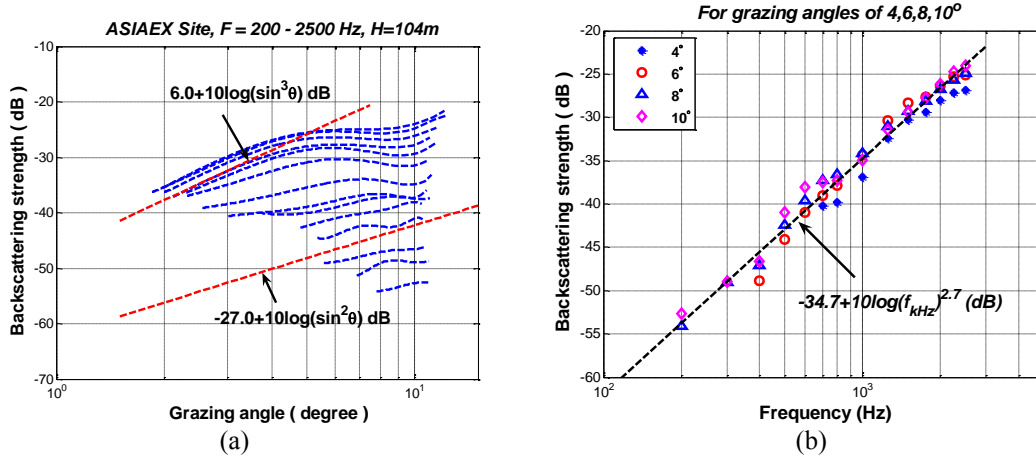 ASIAEX Site, F = 200 - 2500 Hz, H=104m
Backscattering strength ( dB )
-10
-20
-30
-40
-50
-60
-70
6.0+10log(sin³θ) dB
-27.0+10log(sin²θ) dB
10⁰
10¹
Grazing angle ( degree )
(a)
For grazing angles of 4,6,8,10⁰
Backscattering strength (dB)
-20
-25
-30
-35
-40
-45
-50
-55
-60
4°
6°
8°
10°
-34.7+10log(f_kHz)^2.7 (dB)
10²
10³
Frequency (Hz)
(b)